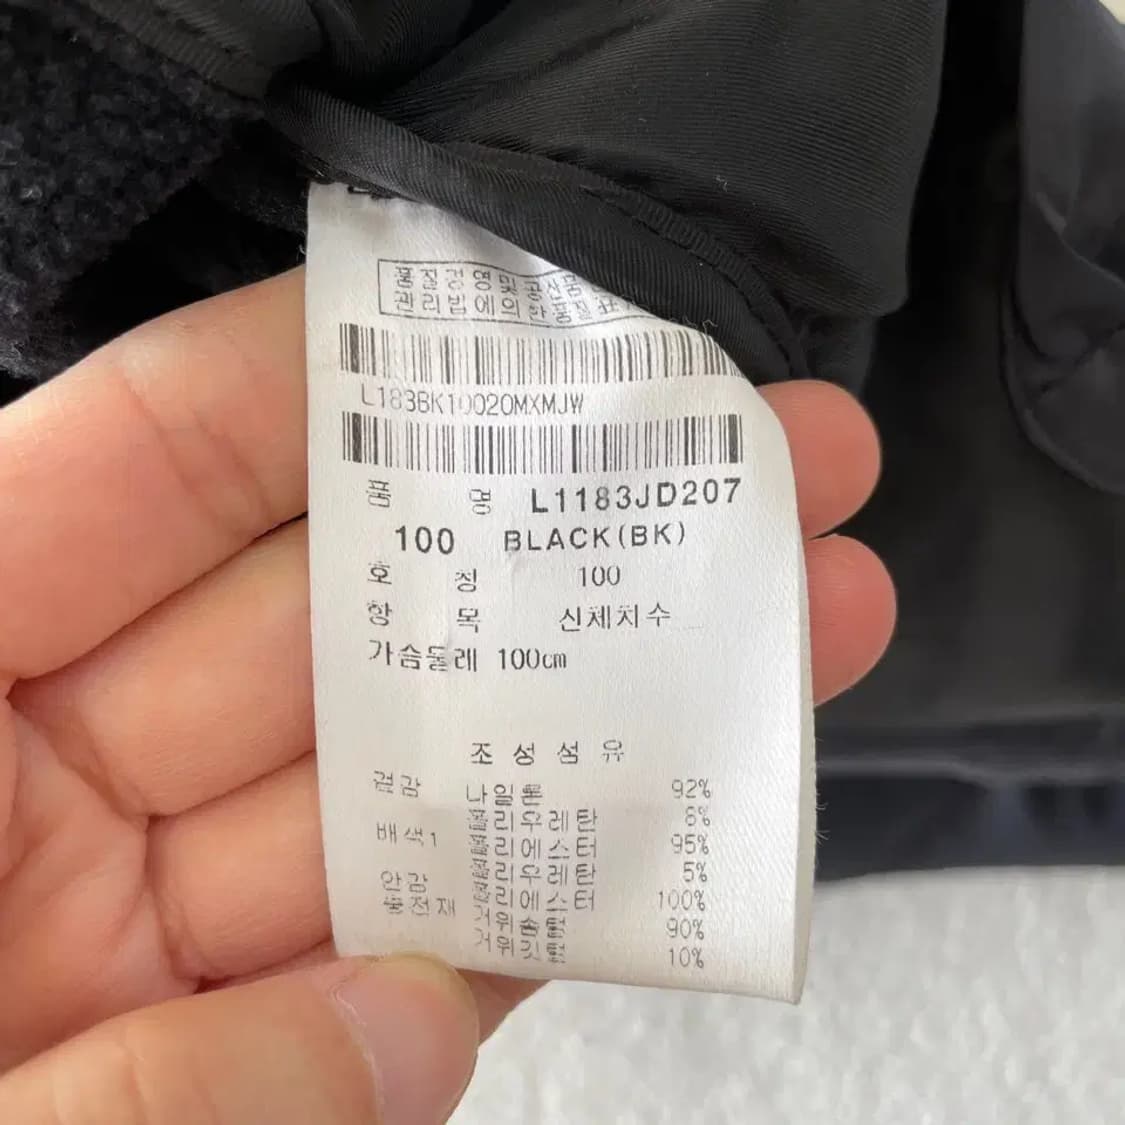 품질경영및공산품
관리법에의한품질표
L183BK10020MXMJW
품 명 L1183JD207
100 BLACK(BK)
호 칭 100
항 목 신체치수
가슴둘레 100cm
조성섬유
겉감 나일론 92%
폴리우레탄 8%
배색1 폴리에스터 95%
폴리우레탄 5%
안감 폴리에스터 100%
충전재 거위솜털 90%
거위깃털 10%